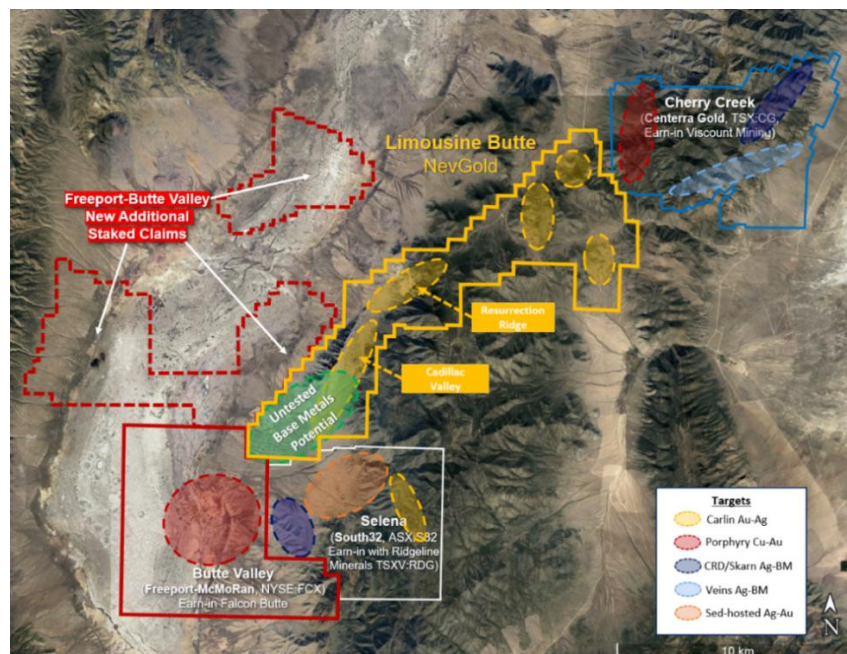 Cherry Creek
(Centerra Gold, TSX:CG,
Earn-in Viscount Mining)
Limousine Butte
NevGold
Freeport-Butte Valley
New Additional
Staked Claims
Resurrection
Ridge
Cadillac
Valley
Untested
Base Metals
Potential
Selena
(South32, ASX:S32
Earn-in with Ridgeline
Minerals TSXV:RDG)
Butte Valley
(Freeport-McMoRan, NYSE:FCX)
Earn-in Falcon Butte
Targets
Carlin Au-Ag
Porphyry Cu-Au
CRD/Skarn Ag-BM
Veins Ag-BM
Sed-hosted Ag-Au
N
10 km